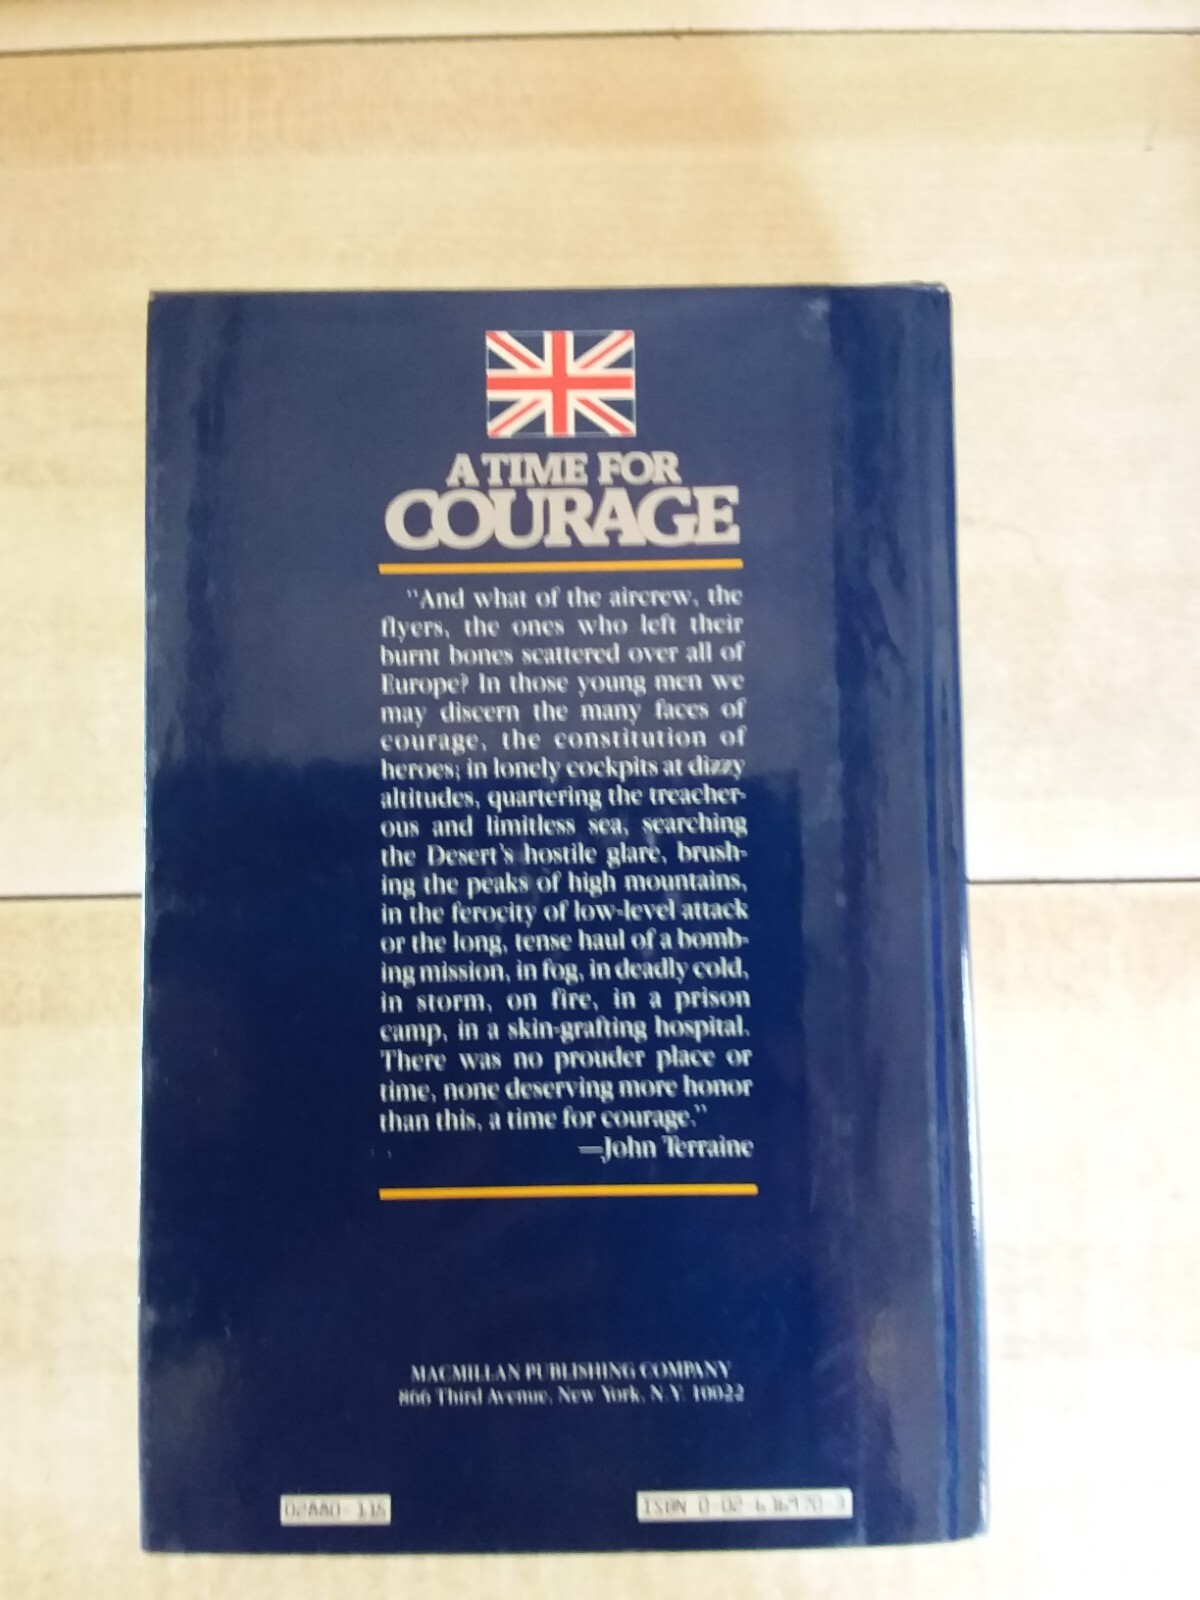 A TIME FOR
COURAGE
"And what of the aircrew, the
flyers, the ones who left their
burnt bones scattered over all of
Europe? In those young men we
may discern the many faces of
courage, the constitution of
heroes; in lonely cockpits at dizzy
altitudes, quartering the treacher-
ous and limitless sea, searching
the Desert's hostile glare, brush-
ing the peaks of high mountains,
in the ferocity of low-level attack
or the long, tense haul of a bomb-
ing mission, in fog, in deadly cold,
in storm, on fire, in a prison
camp, in a skin-grafting hospital.
There was no prouder place or
time, none deserving more honor
than this, a time for courage."
—John Terraine
MACMILLAN PUBLISHING COMPANY
866 Third Avenue, New York, N.Y. 10022
ISBN 0-02-616970-3